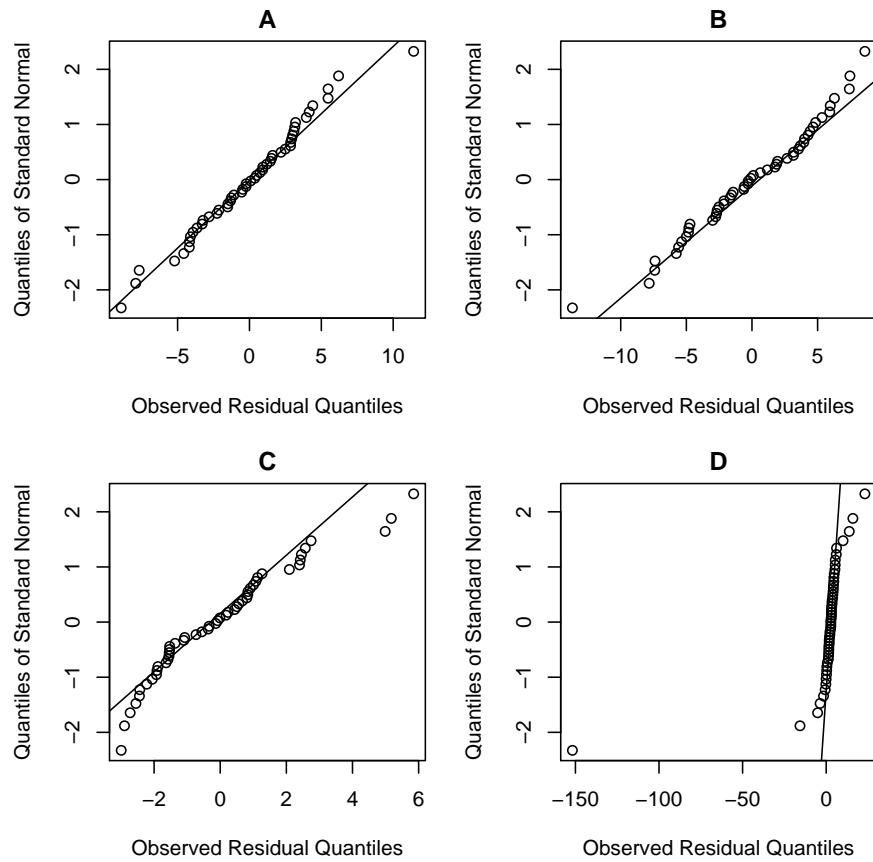 A
Quantiles of Standard Normal
2
1
0
−1
−2
−5 0 5 10
Observed Residual Quantiles
B
Quantiles of Standard Normal
2
1
0
−1
−2
−10 −5 0 5
Observed Residual Quantiles
C
Quantiles of Standard Normal
2
1
0
−1
−2
−2 0 2 4 6
Observed Residual Quantiles
D
Quantiles of Standard Normal
2
1
0
−1
−2
−150 −100 −50 0
Observed Residual Quantiles